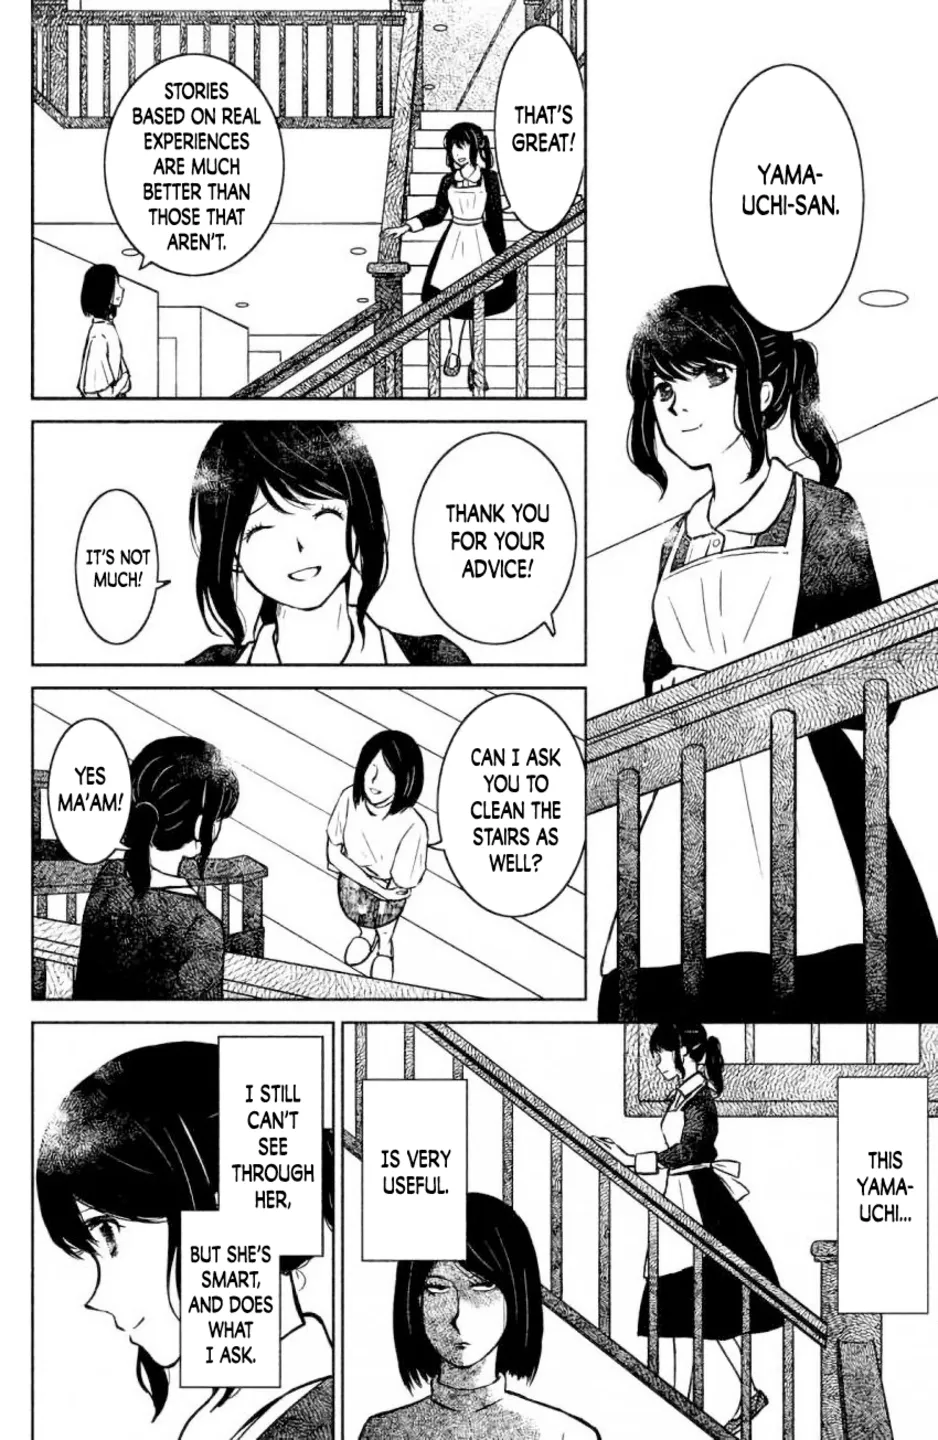 YAMA-
UCHI-SAN.
THAT'S
GREAT!
STORIES
BASED ON REAL
EXPERIENCES
ARE MUCH
BETTER THAN
THOSE THAT
AREN'T.
THANK YOU
FOR YOUR
ADVICE!
IT'S NOT
MUCH!
CAN I ASK
YOU TO
CLEAN THE
STAIRS AS
WELL?
YES
MA'AM!
THIS
YAMA-
UCHI...
IS VERY
USEFUL.
I STILL
CAN'T
SEE
THROUGH
HER,
BUT SHE'S
SMART,
AND DOES
WHAT
I ASK.